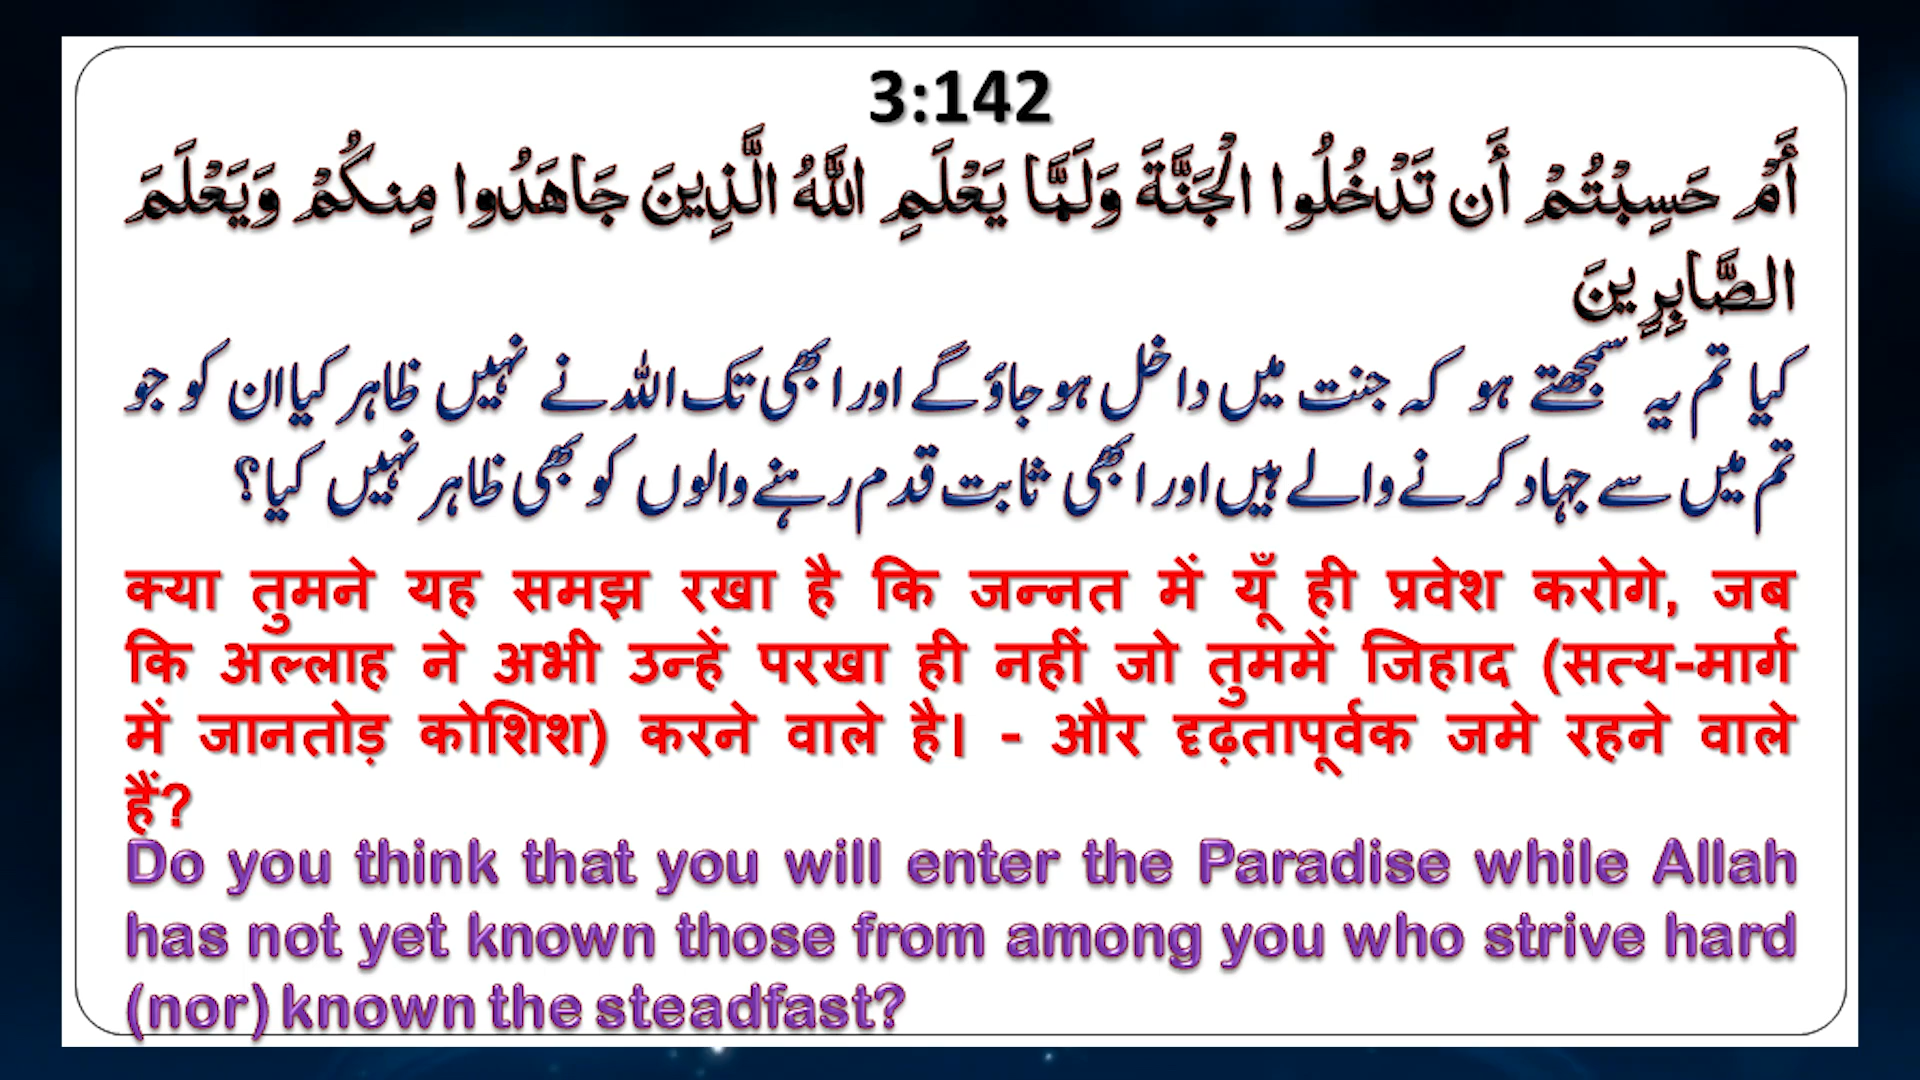 3:142
أَمْ حَسِبْتُمْ أَن تَدْخُلُوا الْجَنَّةَ وَلَمَّا يَعْلَمِ اللَّهُ الَّذِينَ جَاهَدُوا مِنكُمْ وَيَعْلَمَ
الصَّابِرِينَ
کیا تم یہ سمجھتے ہو کہ جنت میں داخل ہو جاؤ گے اور ابھی تک اللہ نے نہیں ظاہر کیا ان کو جو
تم میں سے جہاد کرنے والے ہیں اور ابھی ثابت قدم رہنے والوں کو بھی ظاہر نہیں کیا؟
क्या तुमने यह समझ रखा है कि जन्नत में यूँ ही प्रवेश करोगे, जब
कि अल्लाह ने अभी उन्हें परखा ही नहीं जो तुममें जिहाद (सत्य-मार्ग
में जानतोड़ कोशिश) करने वाले है। - और दृढ़तापूर्वक जमे रहने वाले
हैं?
Do you think that you will enter the Paradise while Allah
has not yet known those from among you who strive hard
(nor) known the steadfast?